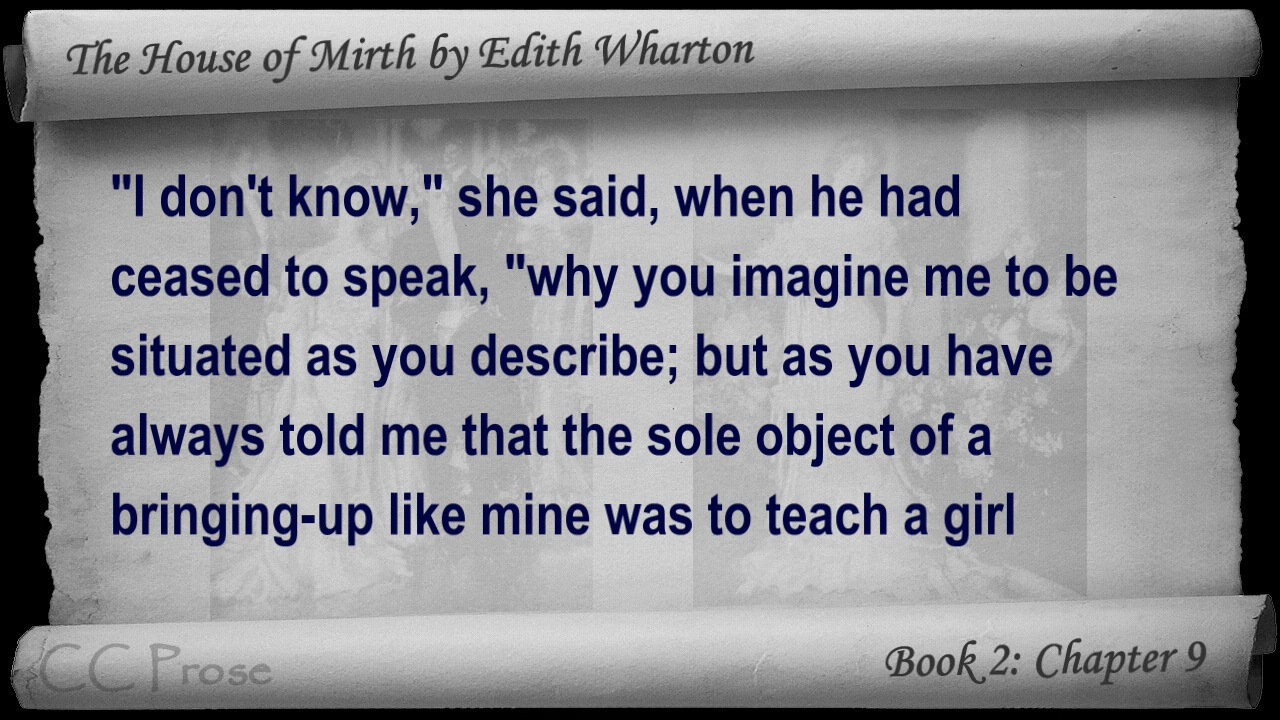 The House of Mirth by Edith Wharton
"I don't know," she said, when he had
ceased to speak, "why you imagine me to be
situated as you describe; but as you have
always told me that the sole object of a
bringing-up like mine was to teach a girl
CC Prose
Book 2: Chapter 9